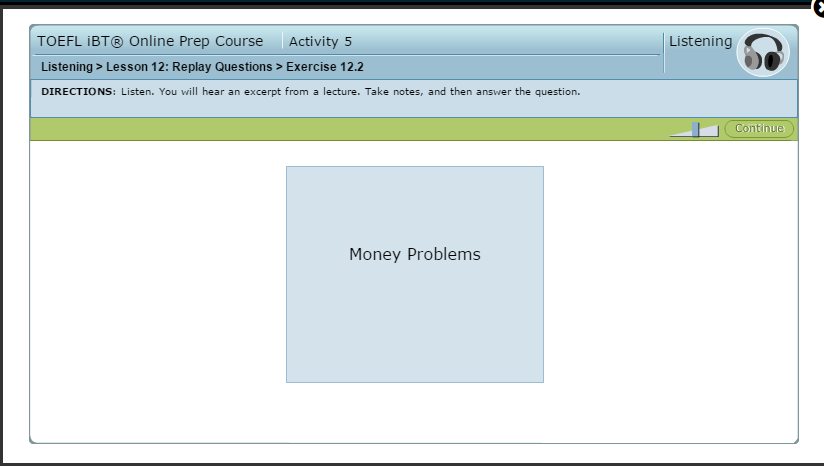 TOEFL iBT® Online Prep Course Activity 5 Listening
Listening > Lesson 12: Replay Questions > Exercise 12.2
DIRECTIONS: Listen. You will hear an excerpt from a lecture. Take notes, and then answer the question.
Continue
Money Problems